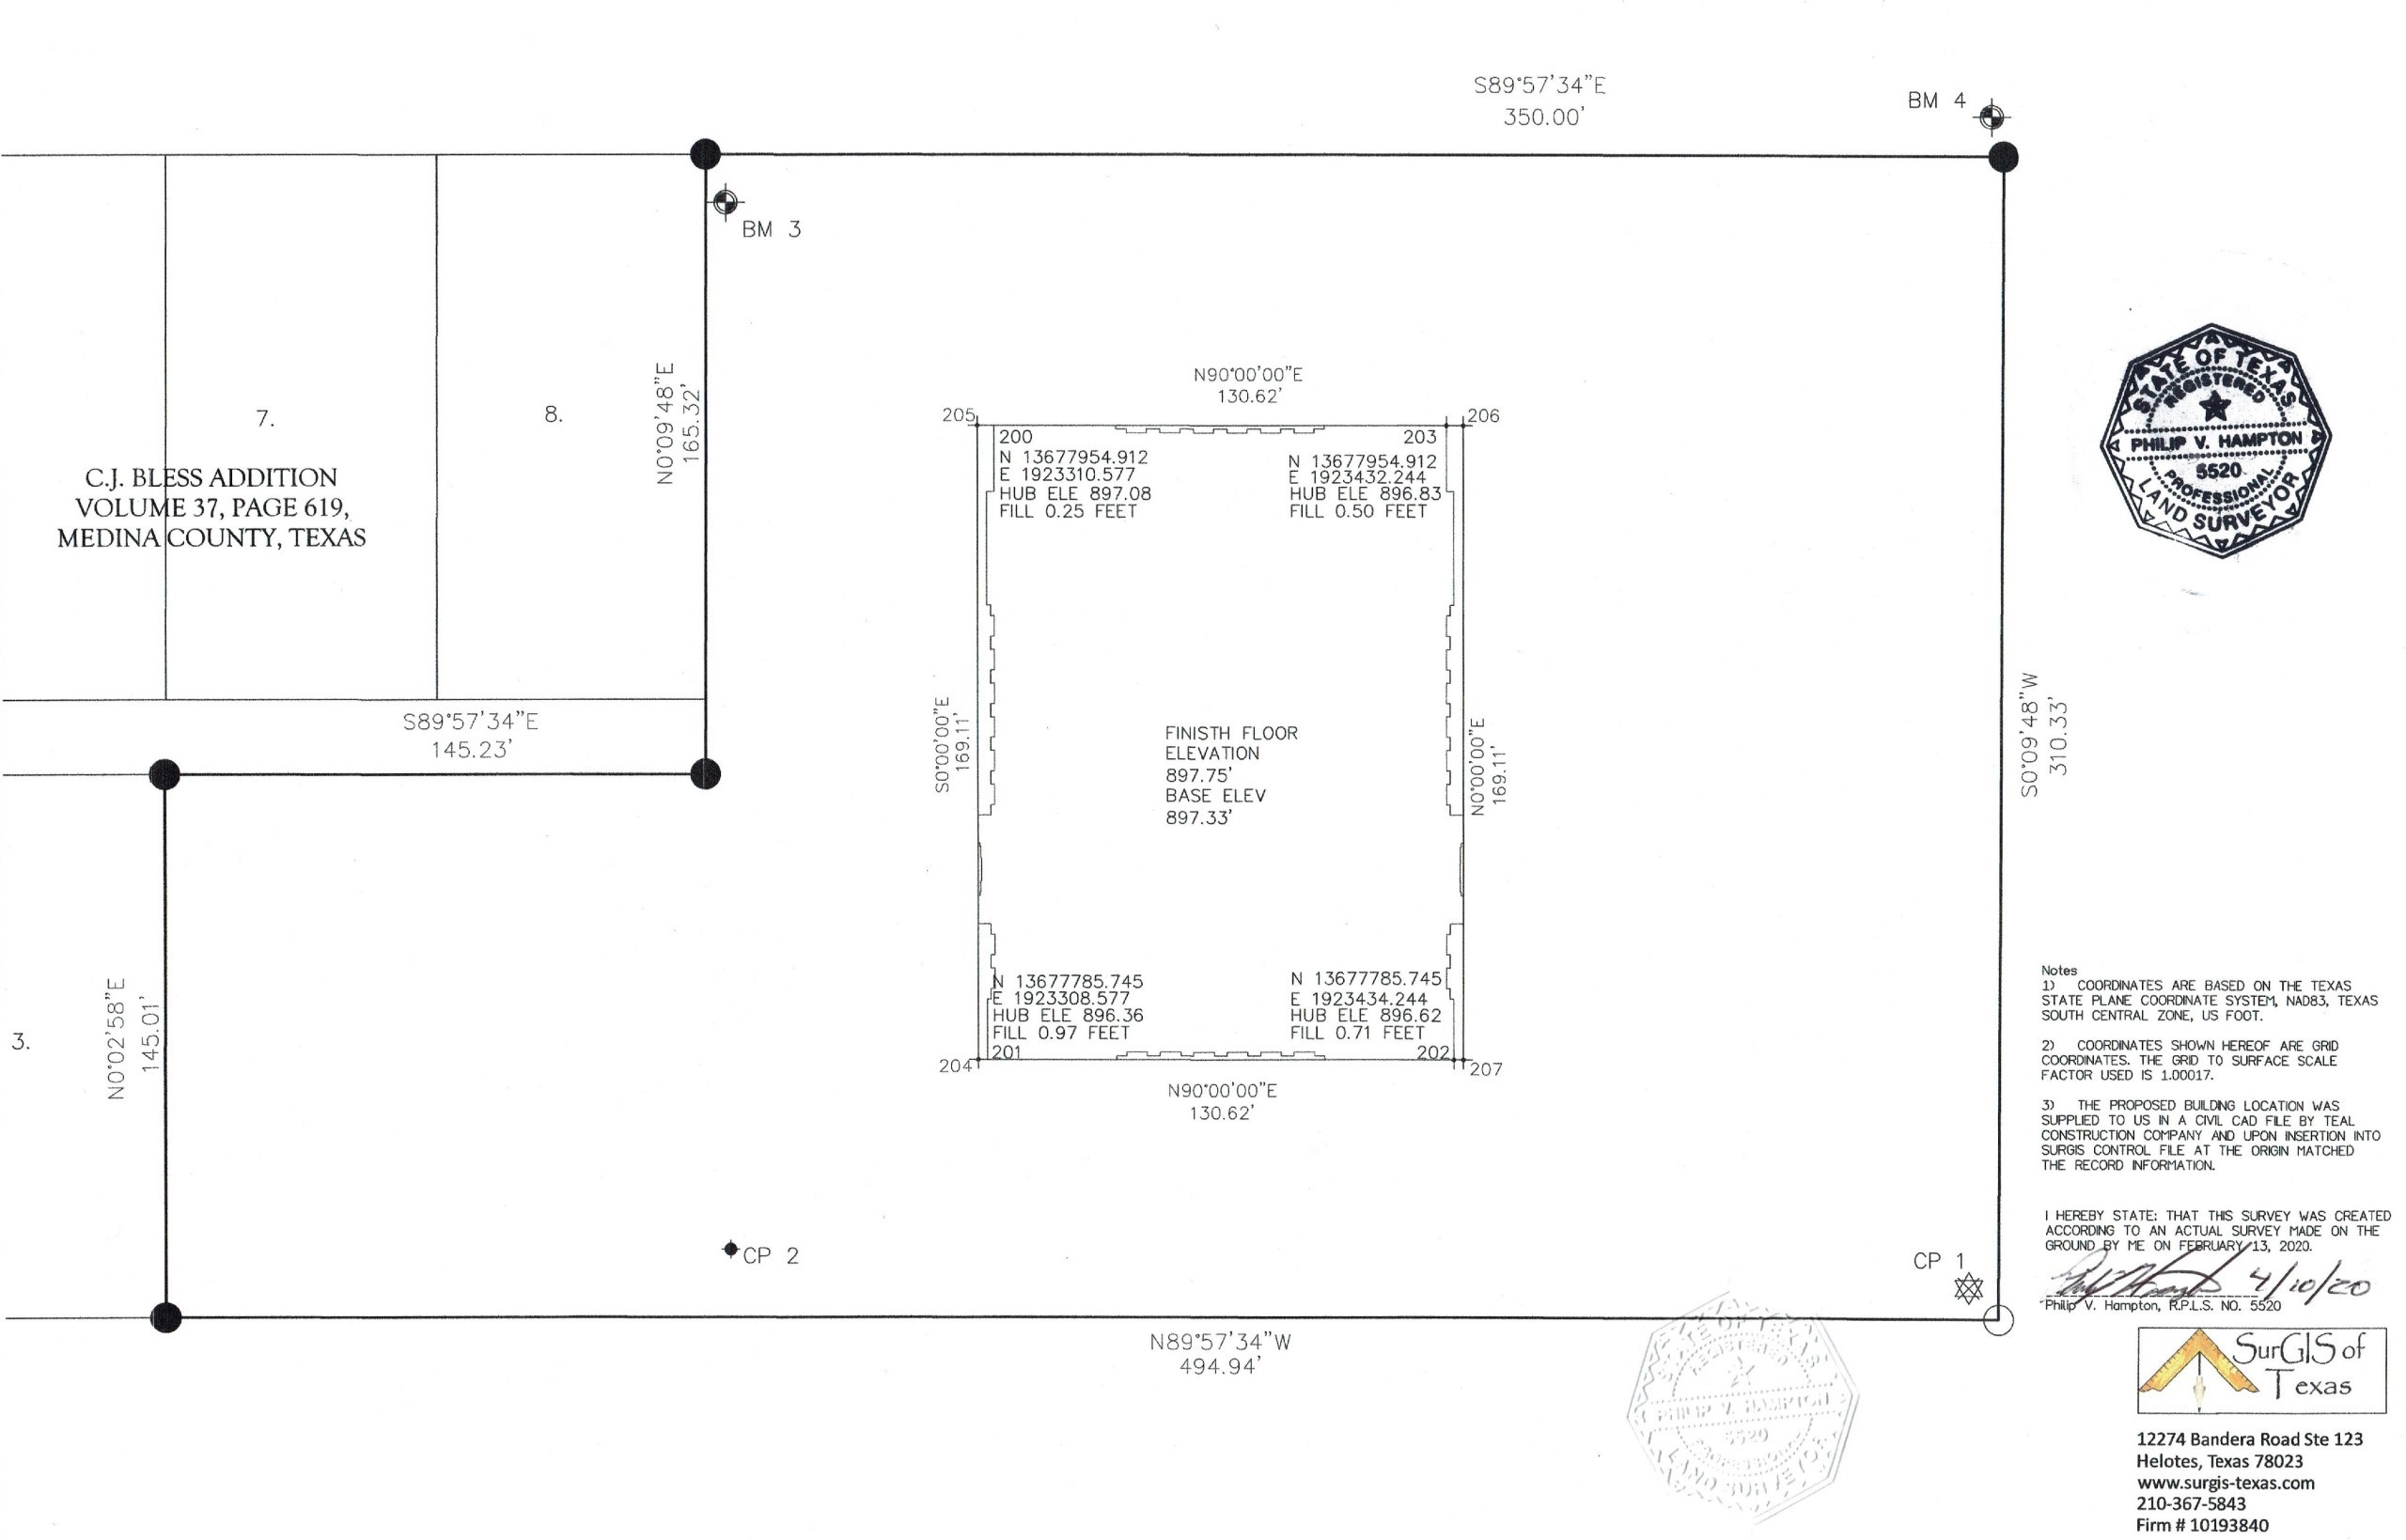 S89°57'34"E
350.00'
BM 4
BM 3
N0°09'48"E
165.32'
7.
8.
C.J. BLESS ADDITION
VOLUME 37, PAGE 619,
MEDINA COUNTY, TEXAS
S89°57'34"E
145.23'
N90°00'00"E
130.62'
205
206
200
N 13677954.912
E 1923310.577
HUB ELE 897.08
FILL 0.25 FEET
203
N 13677954.912
E 1923432.244
HUB ELE 896.83
FILL 0.50 FEET
S0°00'00"E
169.11'
FINISTH FLOOR
ELEVATION
897.75'
BASE ELEV
897.33'
N0°00'00"E
169.11'
N 13677785.745
E 1923308.577
HUB ELE 896.36
FILL 0.97 FEET
201
N 13677785.745
E 1923434.244
HUB ELE 896.62
FILL 0.71 FEET
202
204
207
N90°00'00"E
130.62'
S0°09'48"W
310.33'
3.
N0°02'58"E
145.01'
CP 2
CP 1
N89°57'34"W
494.94'
STATE OF TEXAS
REGISTERED
PHILIP V. HAMPTON
5520
PROFESSIONAL
LAND SURVEYOR
Notes
1) COORDINATES ARE BASED ON THE TEXAS
STATE PLANE COORDINATE SYSTEM, NAD83, TEXAS
SOUTH CENTRAL ZONE, US FOOT.
2) COORDINATES SHOWN HEREOF ARE GRID
COORDINATES. THE GRID TO SURFACE SCALE
FACTOR USED IS 1.00017.
3) THE PROPOSED BUILDING LOCATION WAS
SUPPLIED TO US IN A CIVIL CAD FILE BY TEAL
CONSTRUCTION COMPANY AND UPON INSERTION INTO
SURGIS CONTROL FILE AT THE ORIGIN MATCHED
THE RECORD INFORMATION.
I HEREBY STATE: THAT THIS SURVEY WAS CREATED
ACCORDING TO AN ACTUAL SURVEY MADE ON THE
GROUND BY ME ON FEBRUARY 13, 2020.
4/10/20
Philip V. Hampton, R.P.L.S. NO. 5520
STATE OF TEXAS
REGISTERED
PHILIP V. HAMPTON
5520
PROFESSIONAL
LAND SURVEYOR
SurGIS of
Texas
12274 Bandera Road Ste 123
Helotes, Texas 78023
www.surgis-texas.com
210-367-5843
Firm # 10193840